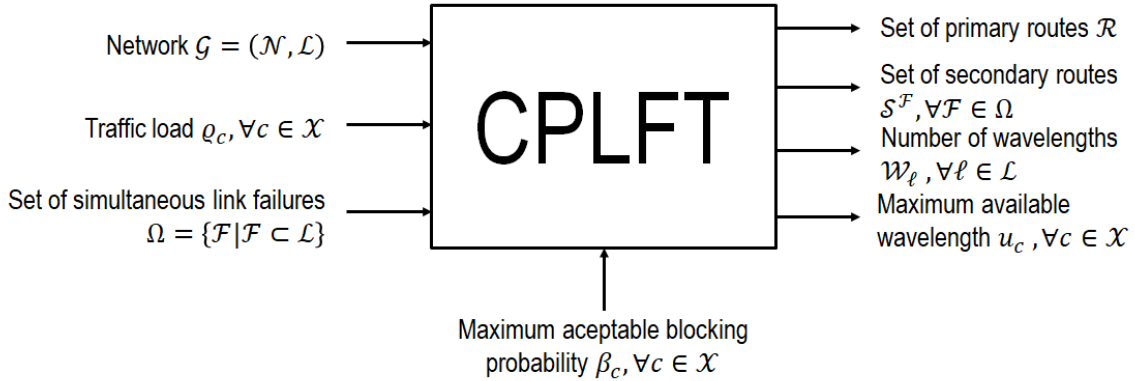 Network 𝒢 = (𝒩, ℒ)
Traffic load ϱ_c, ∀c ∈ 𝒳
Set of simultaneous link failures
Ω = {ℱ|ℱ ⊂ ℒ}
CPLFT
Maximum aceptable blocking
probability β_c, ∀c ∈ 𝒳
Set of primary routes ℛ
Set of secondary routes
𝒮^ℱ, ∀ℱ ∈ Ω
Number of wavelengths
𝒲_ℓ , ∀ℓ ∈ ℒ
Maximum available
wavelength u_c , ∀c ∈ 𝒳